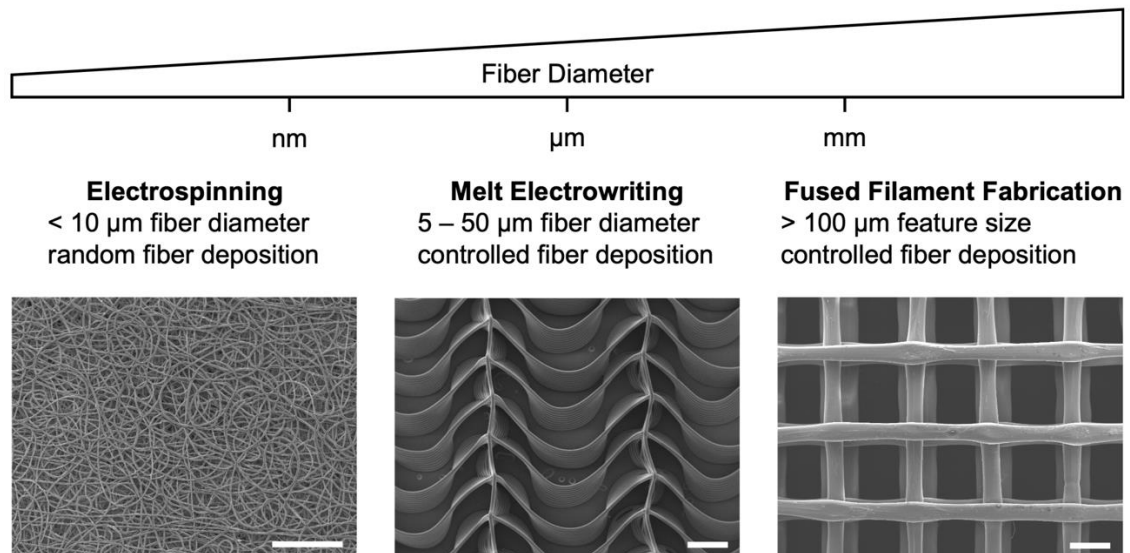 Fiber Diameter
nm
µm
mm
Electrospinning
< 10 µm fiber diameter
random fiber deposition
Melt Electrowriting
5 – 50 µm fiber diameter
controlled fiber deposition
Fused Filament Fabrication
> 100 µm feature size
controlled fiber deposition